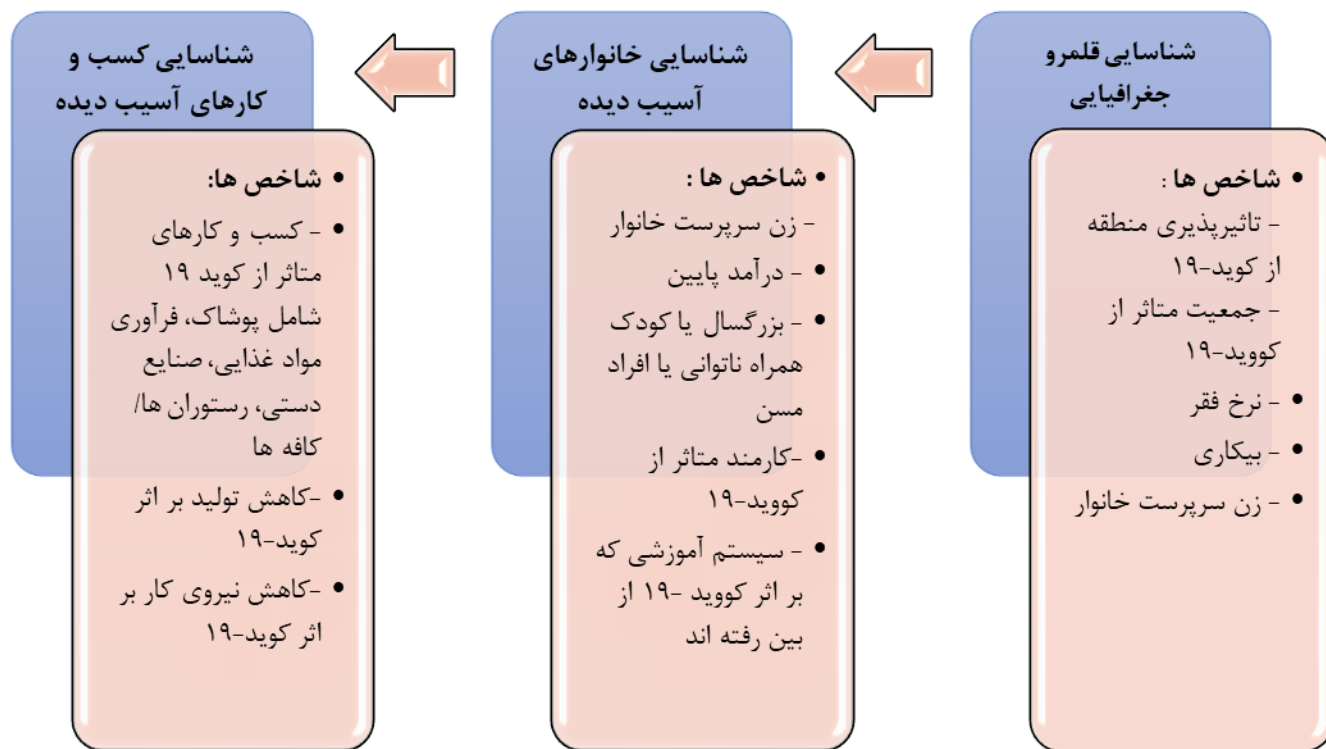 شناسایی قلمرو
جغرافیایی
• شاخص ها :
- تاثیرپذیری منطقه
از کوید-۱۹
- جمعیت متاثر از
کووید-۱۹
• - نرخ فقر
• - بیکاری
• - زن سرپرست خانوار
شناسایی خانوارهای
آسیب دیده
• شاخص ها :
- زن سرپرست خانوار
• - درآمد پایین
• - بزرگسال یا کودک
همراه ناتوانی یا افراد
مسن
• -کارمند متاثر از
کووید-۱۹
• - سیستم آموزشی که
بر اثر کووید -۱۹ از
بین رفته اند
شناسایی کسب و
کارهای آسیب دیده
• شاخص ها:
• - کسب و کارهای
متاثر از کوید ۱۹
شامل پوشاک، فرآوری
مواد غذایی، صنایع
دستی، رستوران ها/
کافه ها
• -کاهش تولید بر اثر
کوید-۱۹
• -کاهش نیروی کار بر
اثر کوید-۱۹